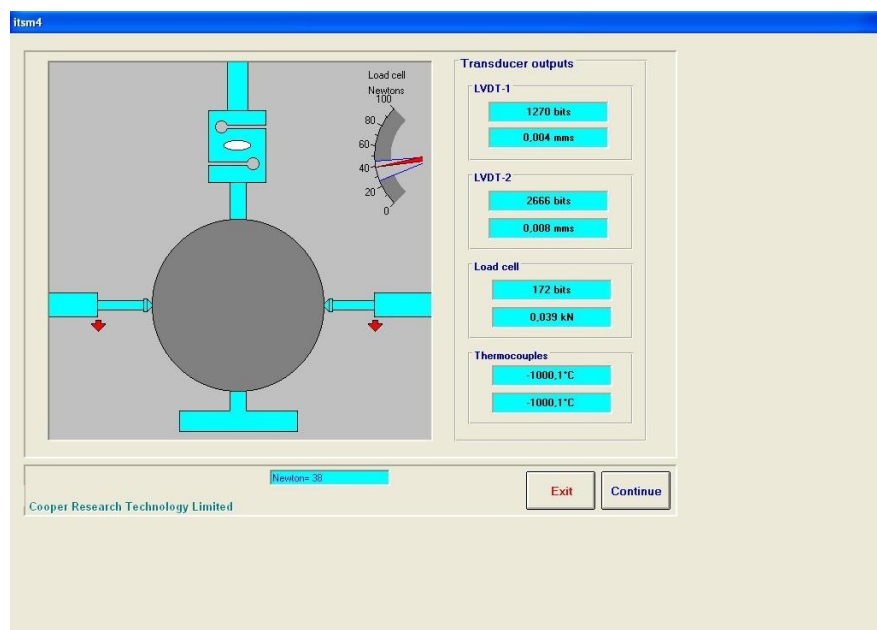 itsm4
Load cell
Newtons
100
80
60
40
20
0
Transducer outputs
LVDT-1
1270 bits
0,004 mms
LVDT-2
2666 bits
0,008 mms
Load cell
172 bits
0,039 kN
Thermocouples
-1000,1°C
-1000,1°C
Newton= 38
Exit
Continue
Cooper Research Technology Limited